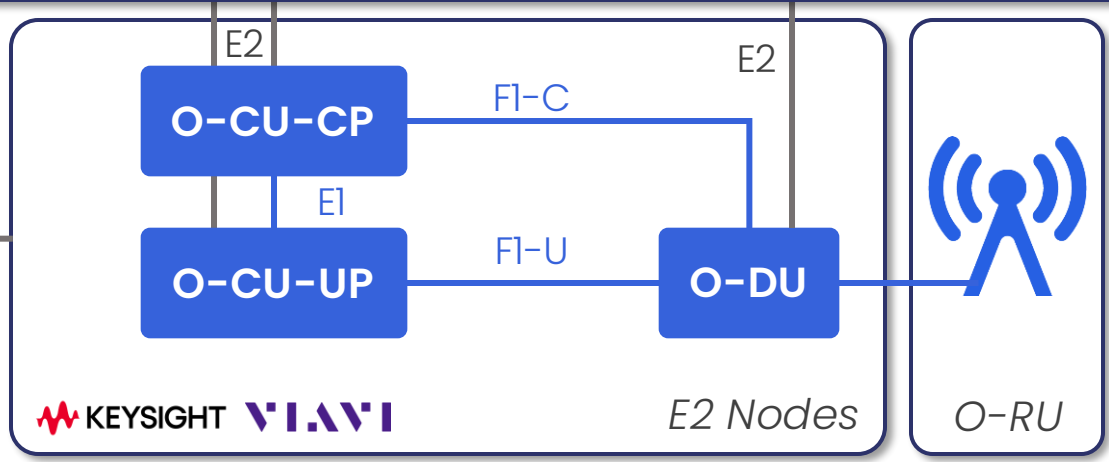 E2
E2
O-CU-CP
F1-C
E1
O-CU-UP
F1-U
O-DU
KEYSIGHT VIAVI
E2 Nodes
O-RU